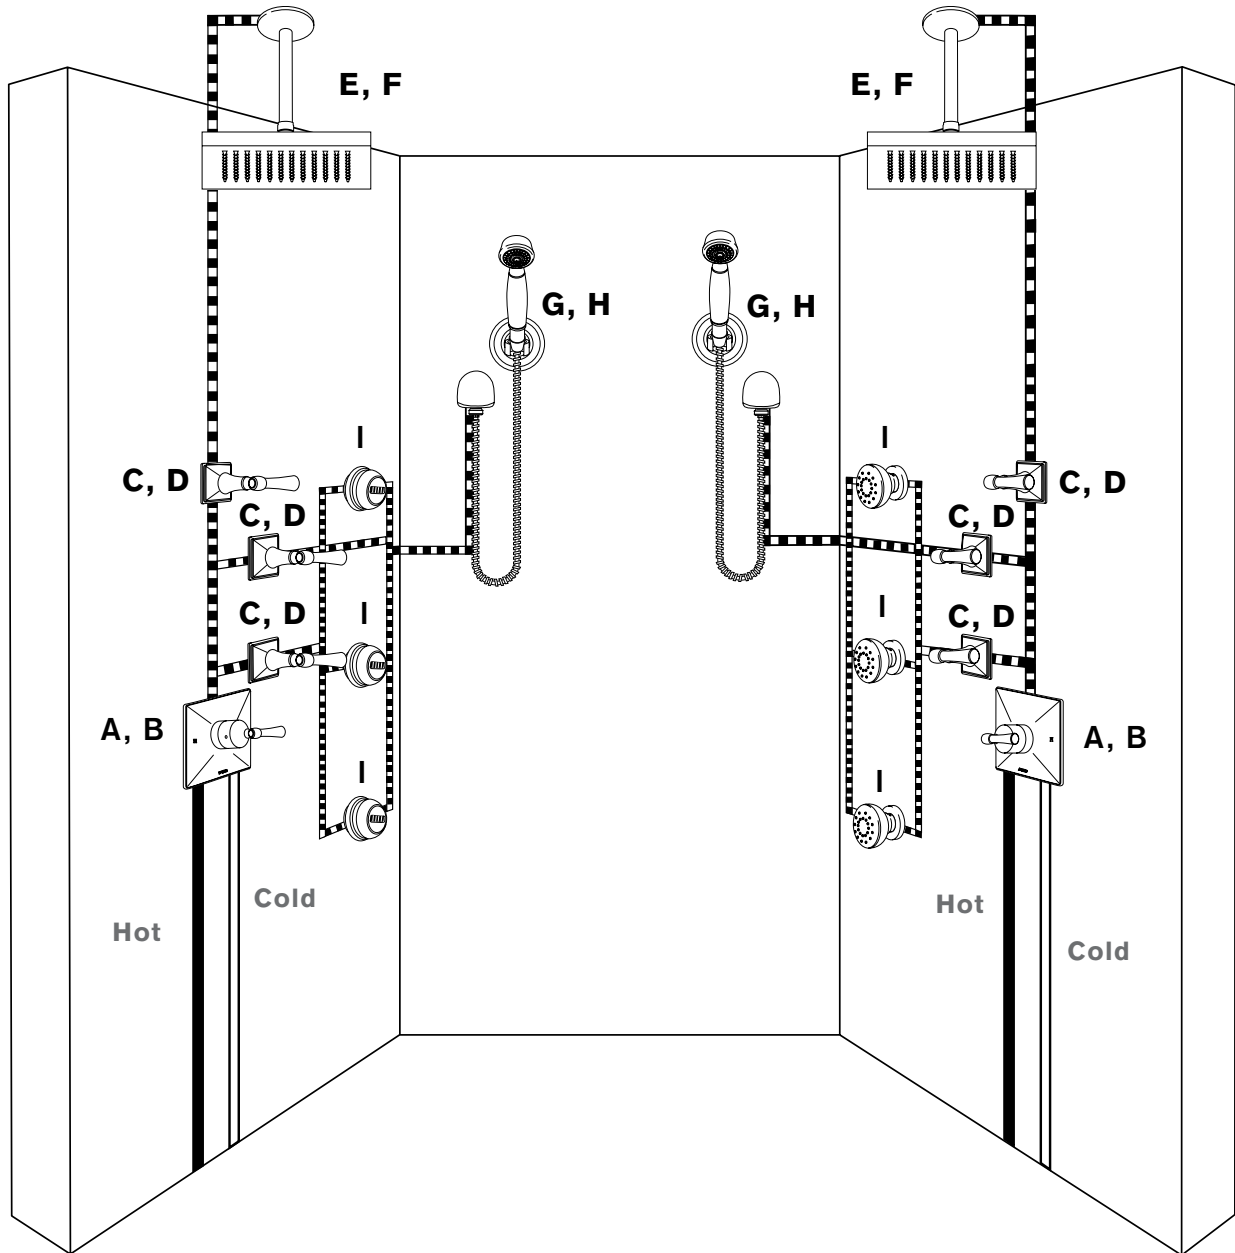 E, F
E, F
G, H
G, H
I
I
C, D
C, D
C, D
C, D
I
I
C, D
C, D
A, B
A, B
I
I
Cold
Hot
Hot
Cold